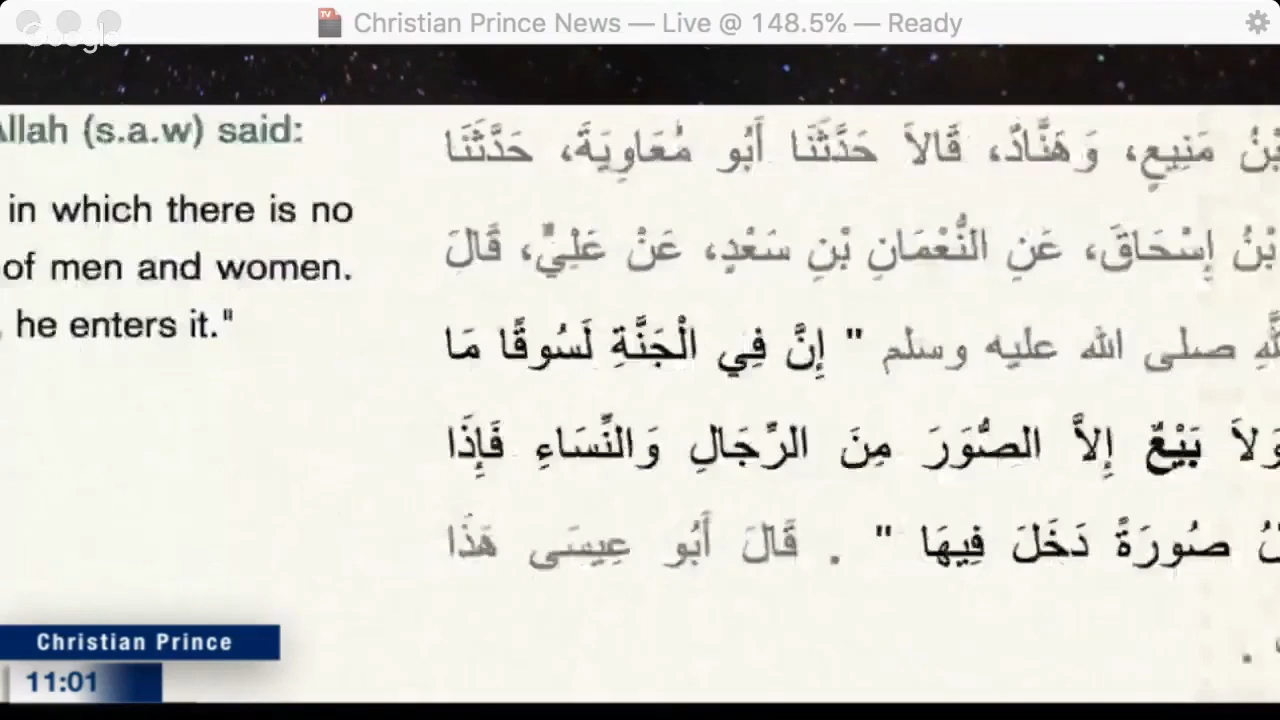 Christian Prince News — Live @ 148.5% — Ready
Google
Allah (s.a.w) said:
in which there is no
of men and women.
, he enters it."
بْنُ مَنِيعٍ، وَهَنَّادٌ، قَالاَ حَدَّثَنَا أَبُو مُعَاوِيَةَ، حَدَّثَنَا
بْنُ إِسْحَاقَ، عَنِ النُّعْمَانِ بْنِ سَعْدٍ، عَنْ عَلِيٍّ، قَالَ
صلى الله عليه وسلم " إِنَّ فِي الْجَنَّةِ لَسُوقًا مَا
وَلاَ بَيْعٌ إِلاَّ الصُّوَرَ مِنَ الرِّجَالِ وَالنِّسَاءِ فَإِذَا
صُورَةً دَخَلَ فِيهَا " . قَالَ أَبُو عِيسَى هَذَا
.
Christian Prince
11:01